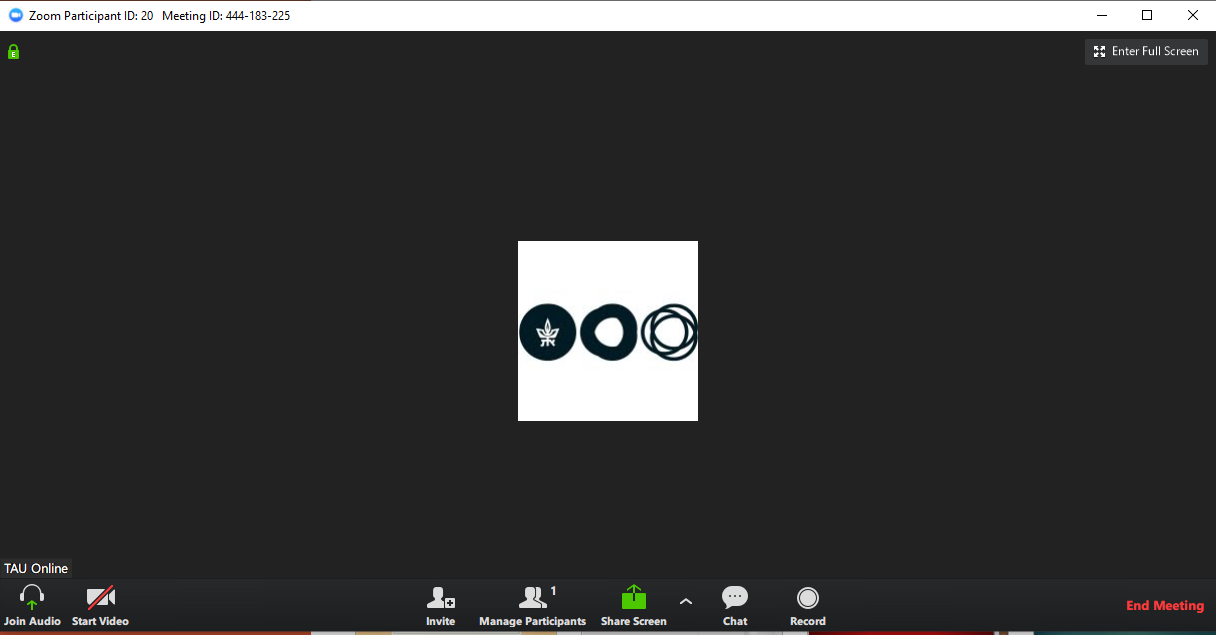 Zoom Participant ID: 20 Meeting ID: 444-183-225
E
Enter Full Screen
TAU Online
1
Join Audio
Start Video
Invite
Manage Participants
Share Screen
Chat
Record
End Meeting